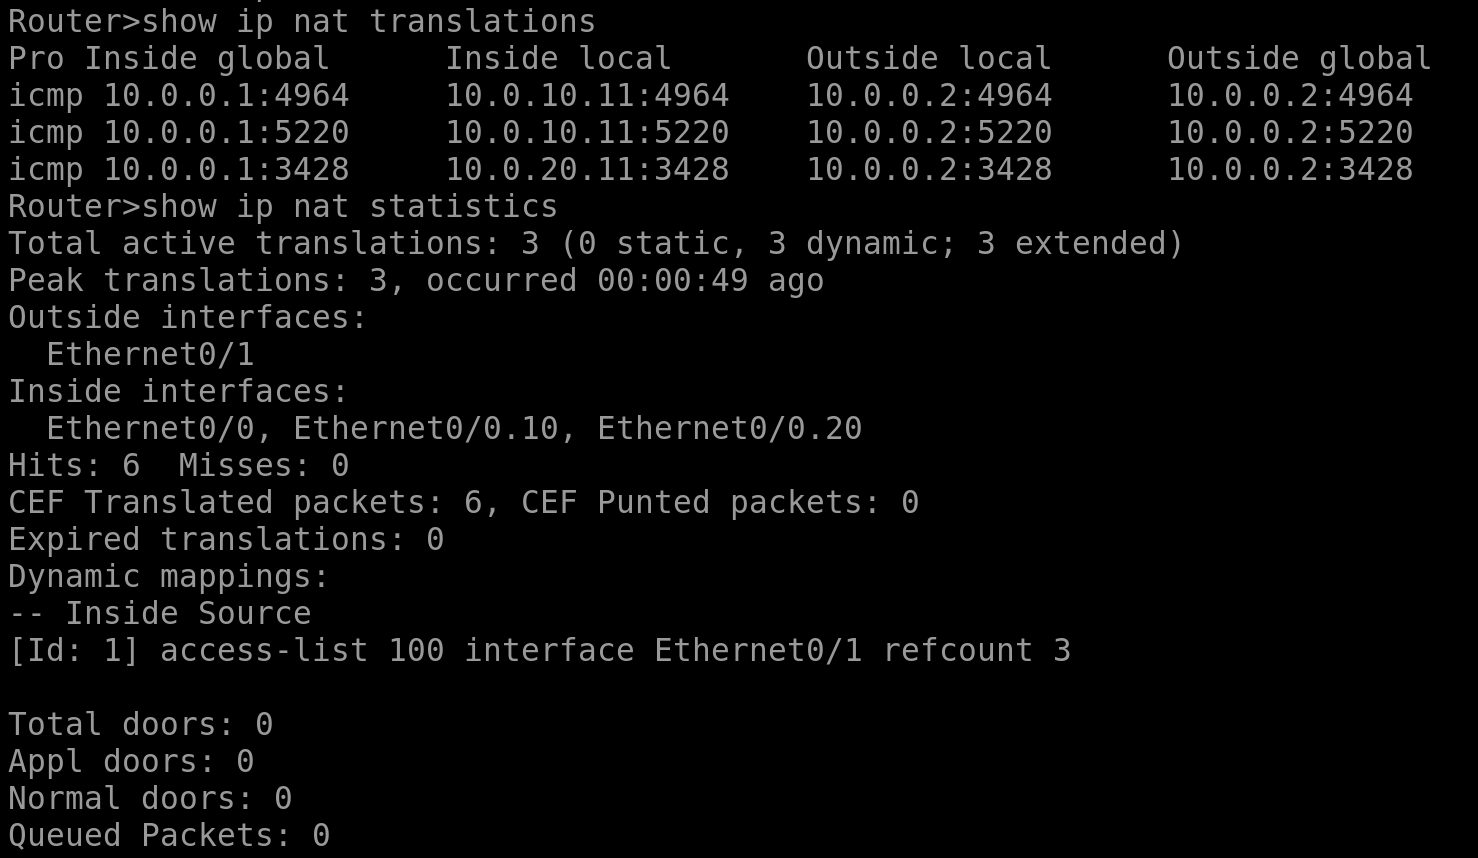 Router>show ip nat translations
Pro Inside global      Inside local       Outside local      Outside global
icmp 10.0.0.1:4964     10.0.10.11:4964    10.0.0.2:4964      10.0.0.2:4964
icmp 10.0.0.1:5220     10.0.10.11:5220    10.0.0.2:5220      10.0.0.2:5220
icmp 10.0.0.1:3428     10.0.20.11:3428    10.0.0.2:3428      10.0.0.2:3428
Router>show ip nat statistics
Total active translations: 3 (0 static, 3 dynamic; 3 extended)
Peak translations: 3, occurred 00:00:49 ago
Outside interfaces:
  Ethernet0/1
Inside interfaces:
  Ethernet0/0, Ethernet0/0.10, Ethernet0/0.20
Hits: 6  Misses: 0
CEF Translated packets: 6, CEF Punted packets: 0
Expired translations: 0
Dynamic mappings:
-- Inside Source
[Id: 1] access-list 100 interface Ethernet0/1 refcount 3

Total doors: 0
Appl doors: 0
Normal doors: 0
Queued Packets: 0